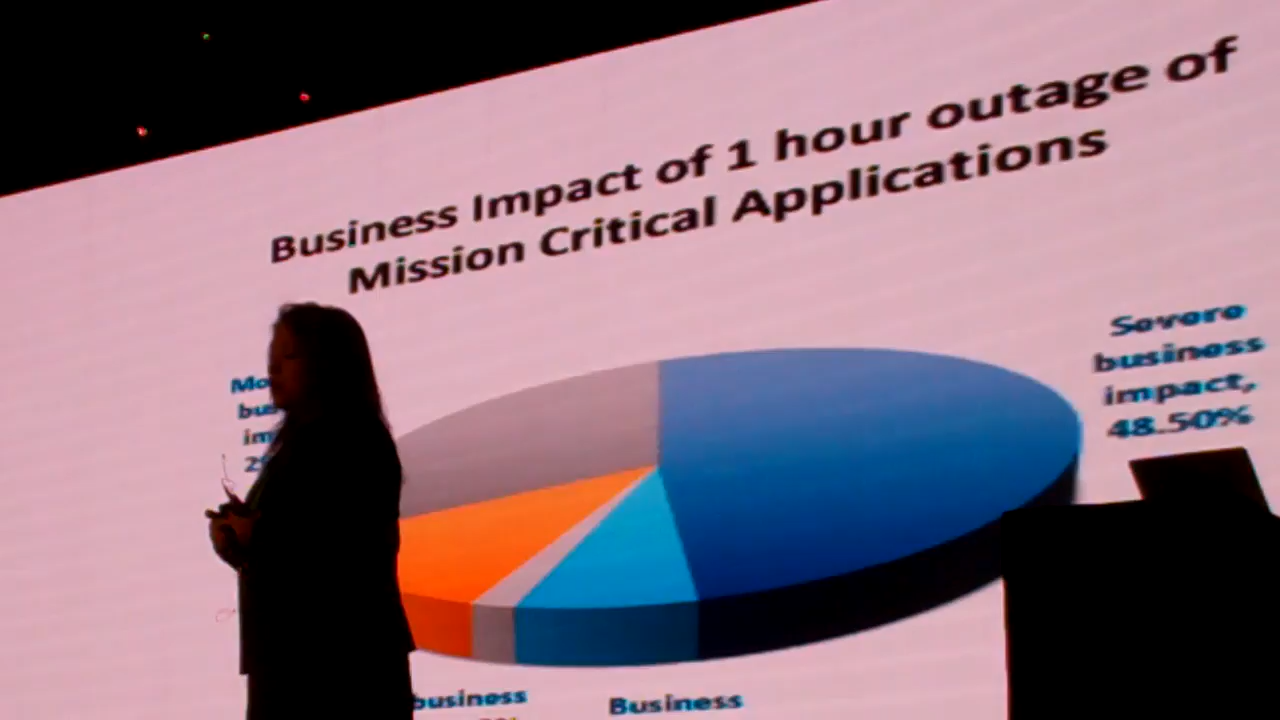 Business Impact of 1 hour outage of
Mission Critical Applications
Severe
business
impact,
48.50%
business
Business